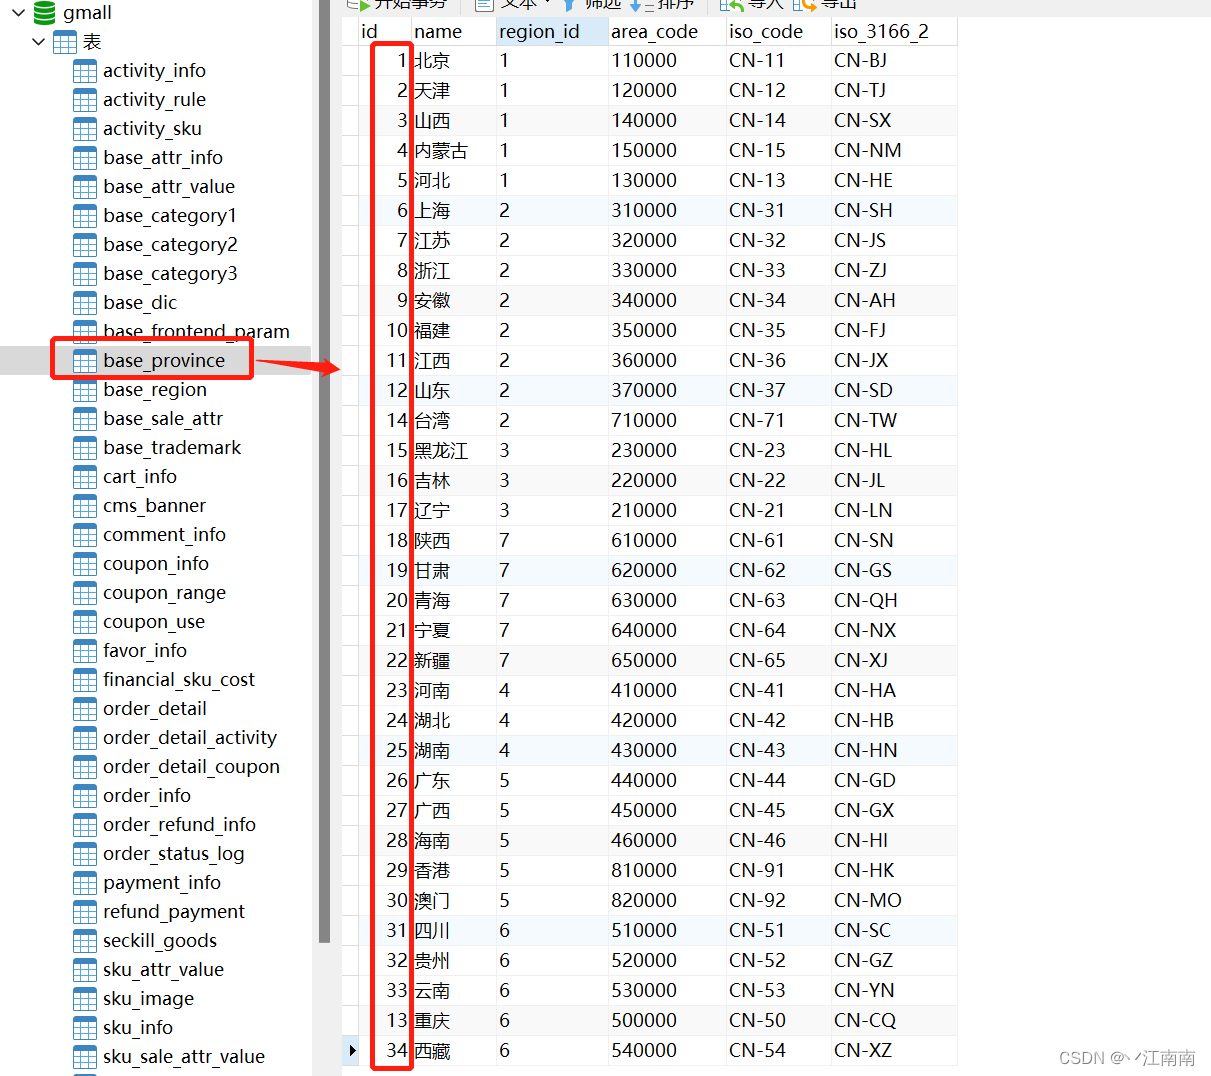 gmall
表
activity_info
activity_rule
activity_sku
base_attr_info
base_attr_value
base_category1
base_category2
base_category3
base_dic
base_frontend_param
base_province
base_region
base_sale_attr
base_trademark
cart_info
cms_banner
comment_info
coupon_info
coupon_range
coupon_use
favor_info
financial_sku_cost
order_detail
order_detail_activity
order_detail_coupon
order_info
order_refund_info
order_status_log
payment_info
refund_payment
seckill_goods
sku_attr_value
sku_image
sku_info
sku_sale_attr_value
开始事务 文本 筛选 排序 导入 导出
id name region_id area_code iso_code iso_3166_2
1 北京 1 110000 CN-11 CN-BJ
2 天津 1 120000 CN-12 CN-TJ
3 山西 1 140000 CN-14 CN-SX
4 内蒙古 1 150000 CN-15 CN-NM
5 河北 1 130000 CN-13 CN-HE
6 上海 2 310000 CN-31 CN-SH
7 江苏 2 320000 CN-32 CN-JS
8 浙江 2 330000 CN-33 CN-ZJ
9 安徽 2 340000 CN-34 CN-AH
10 福建 2 350000 CN-35 CN-FJ
11 江西 2 360000 CN-36 CN-JX
12 山东 2 370000 CN-37 CN-SD
14 台湾 2 710000 CN-71 CN-TW
15 黑龙江 3 230000 CN-23 CN-HL
16 吉林 3 220000 CN-22 CN-JL
17 辽宁 3 210000 CN-21 CN-LN
18 陕西 7 610000 CN-61 CN-SN
19 甘肃 7 620000 CN-62 CN-GS
20 青海 7 630000 CN-63 CN-QH
21 宁夏 7 640000 CN-64 CN-NX
22 新疆 7 650000 CN-65 CN-XJ
23 河南 4 410000 CN-41 CN-HA
24 湖北 4 420000 CN-42 CN-HB
25 湖南 4 430000 CN-43 CN-HN
26 广东 5 440000 CN-44 CN-GD
27 广西 5 450000 CN-45 CN-GX
28 海南 5 460000 CN-46 CN-HI
29 香港 5 810000 CN-91 CN-HK
30 澳门 5 820000 CN-92 CN-MO
31 四川 6 510000 CN-51 CN-SC
32 贵州 6 520000 CN-52 CN-GZ
33 云南 6 530000 CN-53 CN-YN
13 重庆 6 500000 CN-50 CN-CQ
34 西藏 6 540000 CN-54 CN-XZ
CSDN @丷江南南